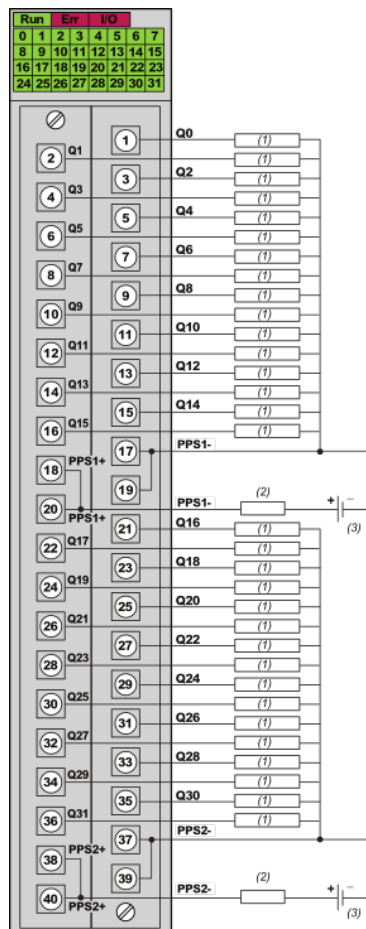 Run Err I/O
0 1 2 3 4 5 6 7
8 9 10 11 12 13 14 15
16 17 18 19 20 21 22 23
24 25 26 27 28 29 30 31
1 Q0 (1)
2 Q1 (1)
3 Q2 (1)
4 Q3 (1)
5 Q4 (1)
6 Q5 (1)
7 Q6 (1)
8 Q7 (1)
9 Q8 (1)
10 Q9 (1)
11 Q10 (1)
12 Q11 (1)
13 Q12 (1)
14 Q13 (1)
15 Q14 (1)
16 Q15 (1)
17 PPS1-
18 PPS1+
19
20 PPS1+ PPS1- (2) + − (3)
21 Q16 (1)
22 Q17 (1)
23 Q18 (1)
24 Q19 (1)
25 Q20 (1)
26 Q21 (1)
27 Q22 (1)
28 Q23 (1)
29 Q24 (1)
30 Q25 (1)
31 Q26 (1)
32 Q27 (1)
33 Q28 (1)
34 Q29 (1)
35 Q30 (1)
36 Q31 (1)
37 PPS2-
38 PPS2+
39
40 PPS2+ PPS2- (2) + − (3)